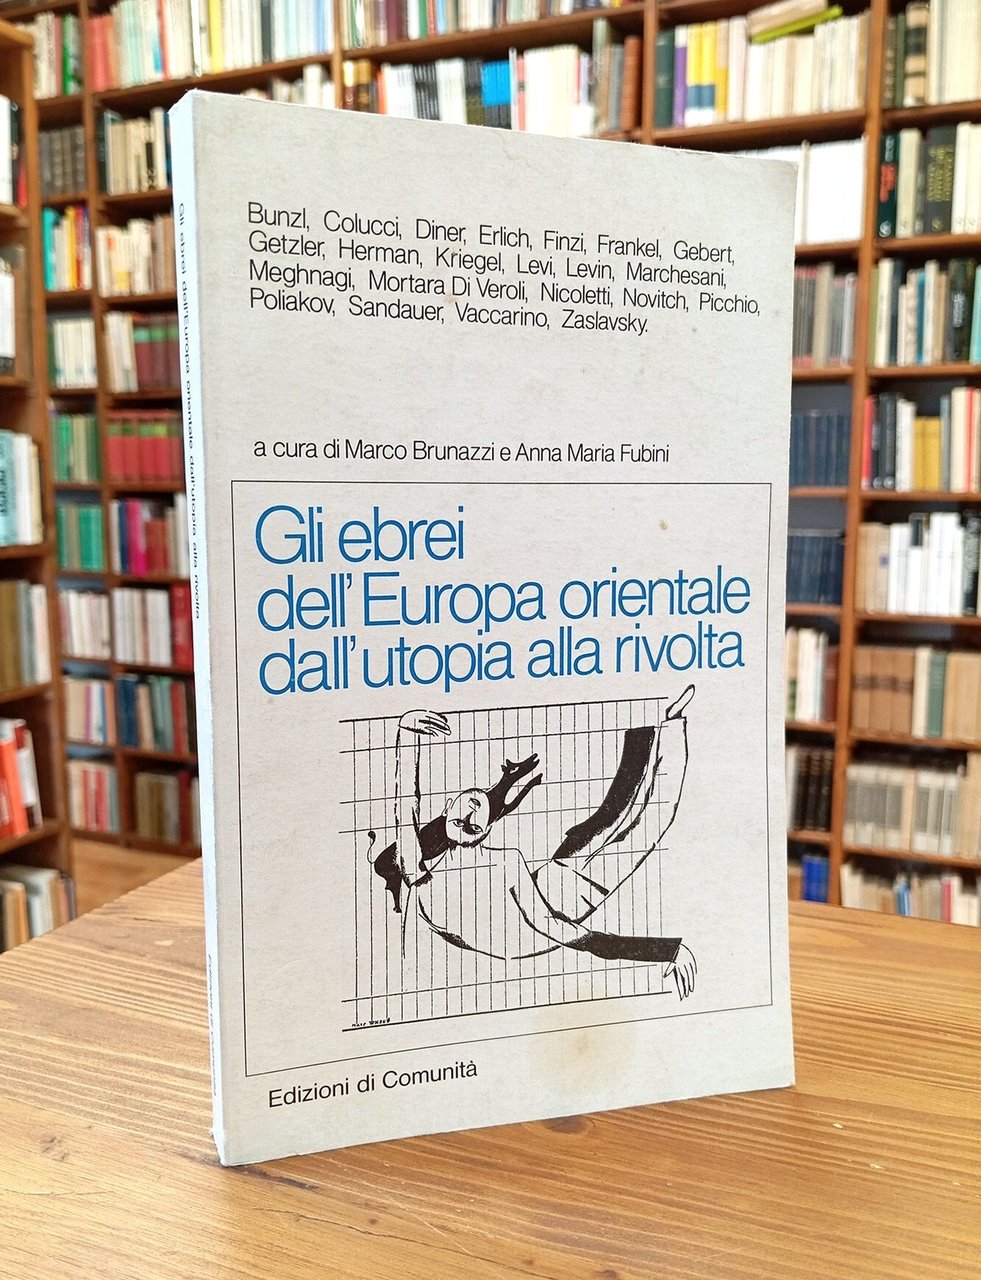 Bunzl, Colucci, Diner, Erlich, Finzi, Frankel, Gebert,
Getzler, Herman, Kriegel, Levi, Levin, Marchesani,
Meghnagi, Mortara Di Veroli, Nicoletti, Novitch, Picchio,
Poliakov, Sandauer, Vaccarino, Zaslavsky.
a cura di Marco Brunazzi e Anna Maria Fubini
Gli ebrei
dell'Europa orientale
dall'utopia alla rivolta
Edizioni di Comunità
Gli ebrei dell'Europa orientale dall'utopia alla rivolta